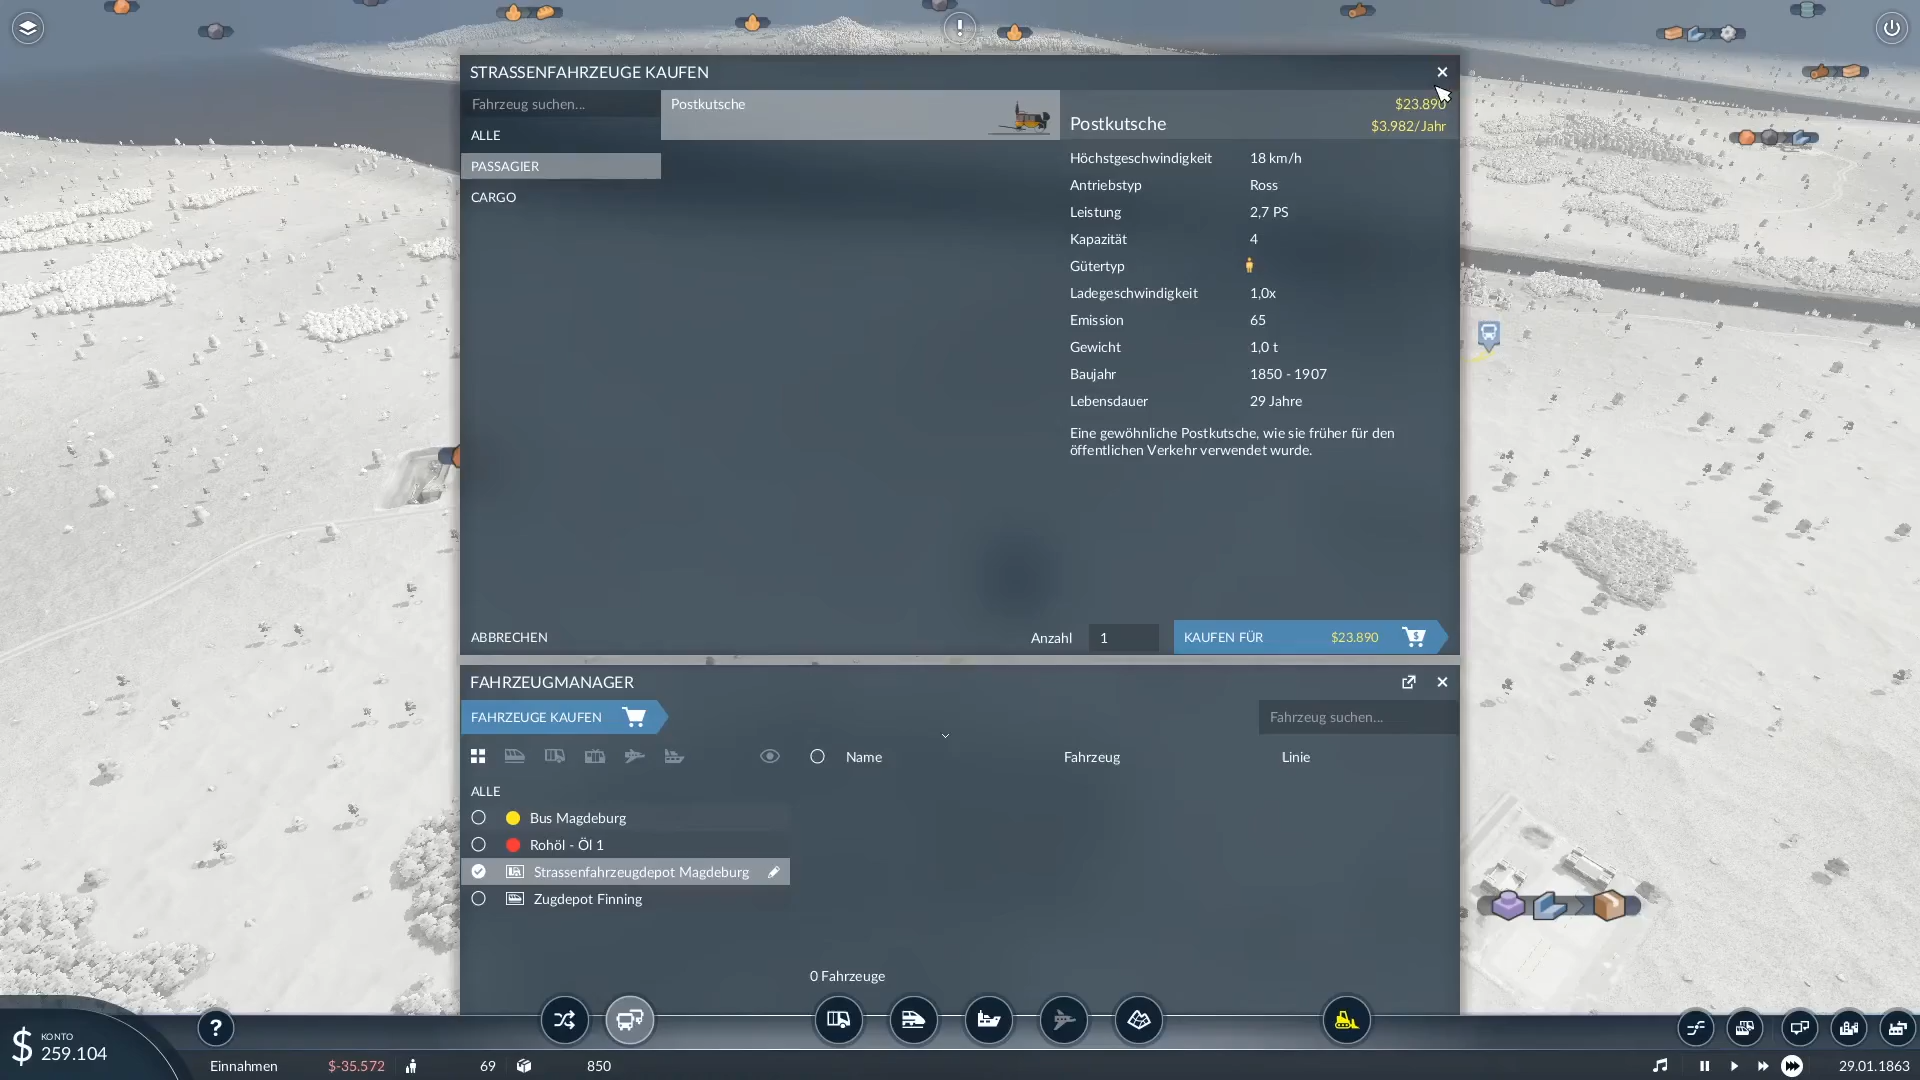 STRASSENFAHRZEUGE KAUFEN
Fahrzeug suchen...
ALLE
PASSAGIER
CARGO
Postkutsche
$23.890
Postkutsche
$3.982/Jahr
Höchstgeschwindigkeit 18 km/h
Antriebstyp Ross
Leistung 2,7 PS
Kapazität 4
Gütertyp
Ladegeschwindigkeit 1,0x
Emission 65
Gewicht 1,0 t
Baujahr 1850 - 1907
Lebensdauer 29 Jahre
Eine gewöhnliche Postkutsche, wie sie früher für den
öffentlichen Verkehr verwendet wurde.
ABBRECHEN
Anzahl 1
KAUFEN FÜR $23.890
FAHRZEUGMANAGER
FAHRZEUGE KAUFEN
Fahrzeug suchen...
Name Fahrzeug Linie
ALLE
Bus Magdeburg
Rohöl - Öl 1
Strassenfahrzeugdepot Magdeburg
Zugdepot Finning
0 Fahrzeuge
KONTO
$ 259.104
?
Einnahmen $-35.572 69 850
29.01.1863